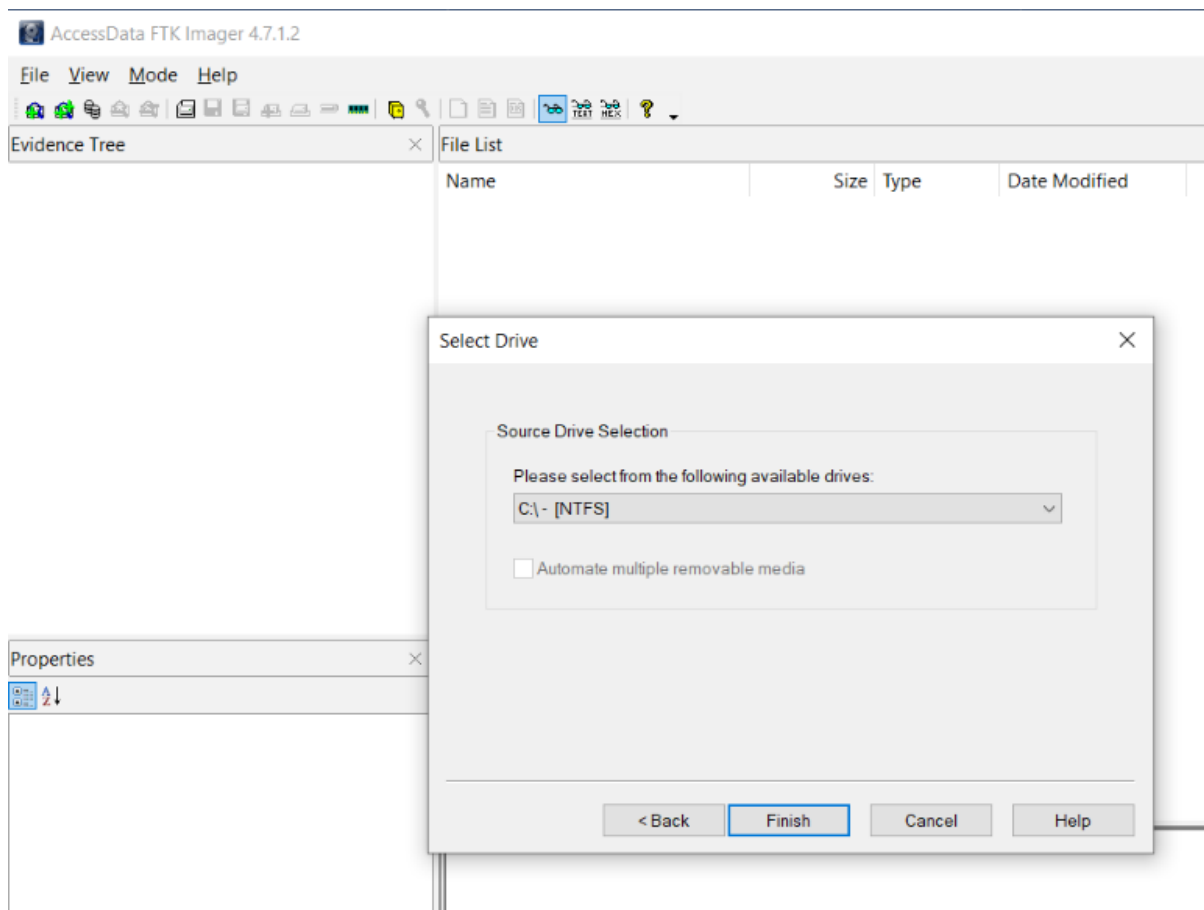 AccessData FTK Imager 4.7.1.2
File View Mode Help
TEXT HEX ?
Evidence Tree
File List
Name Size Type Date Modified
Select Drive
Source Drive Selection
Please select from the following available drives:
C:\ - [NTFS]
Automate multiple removable media
Properties
A Z
< Back Finish Cancel Help